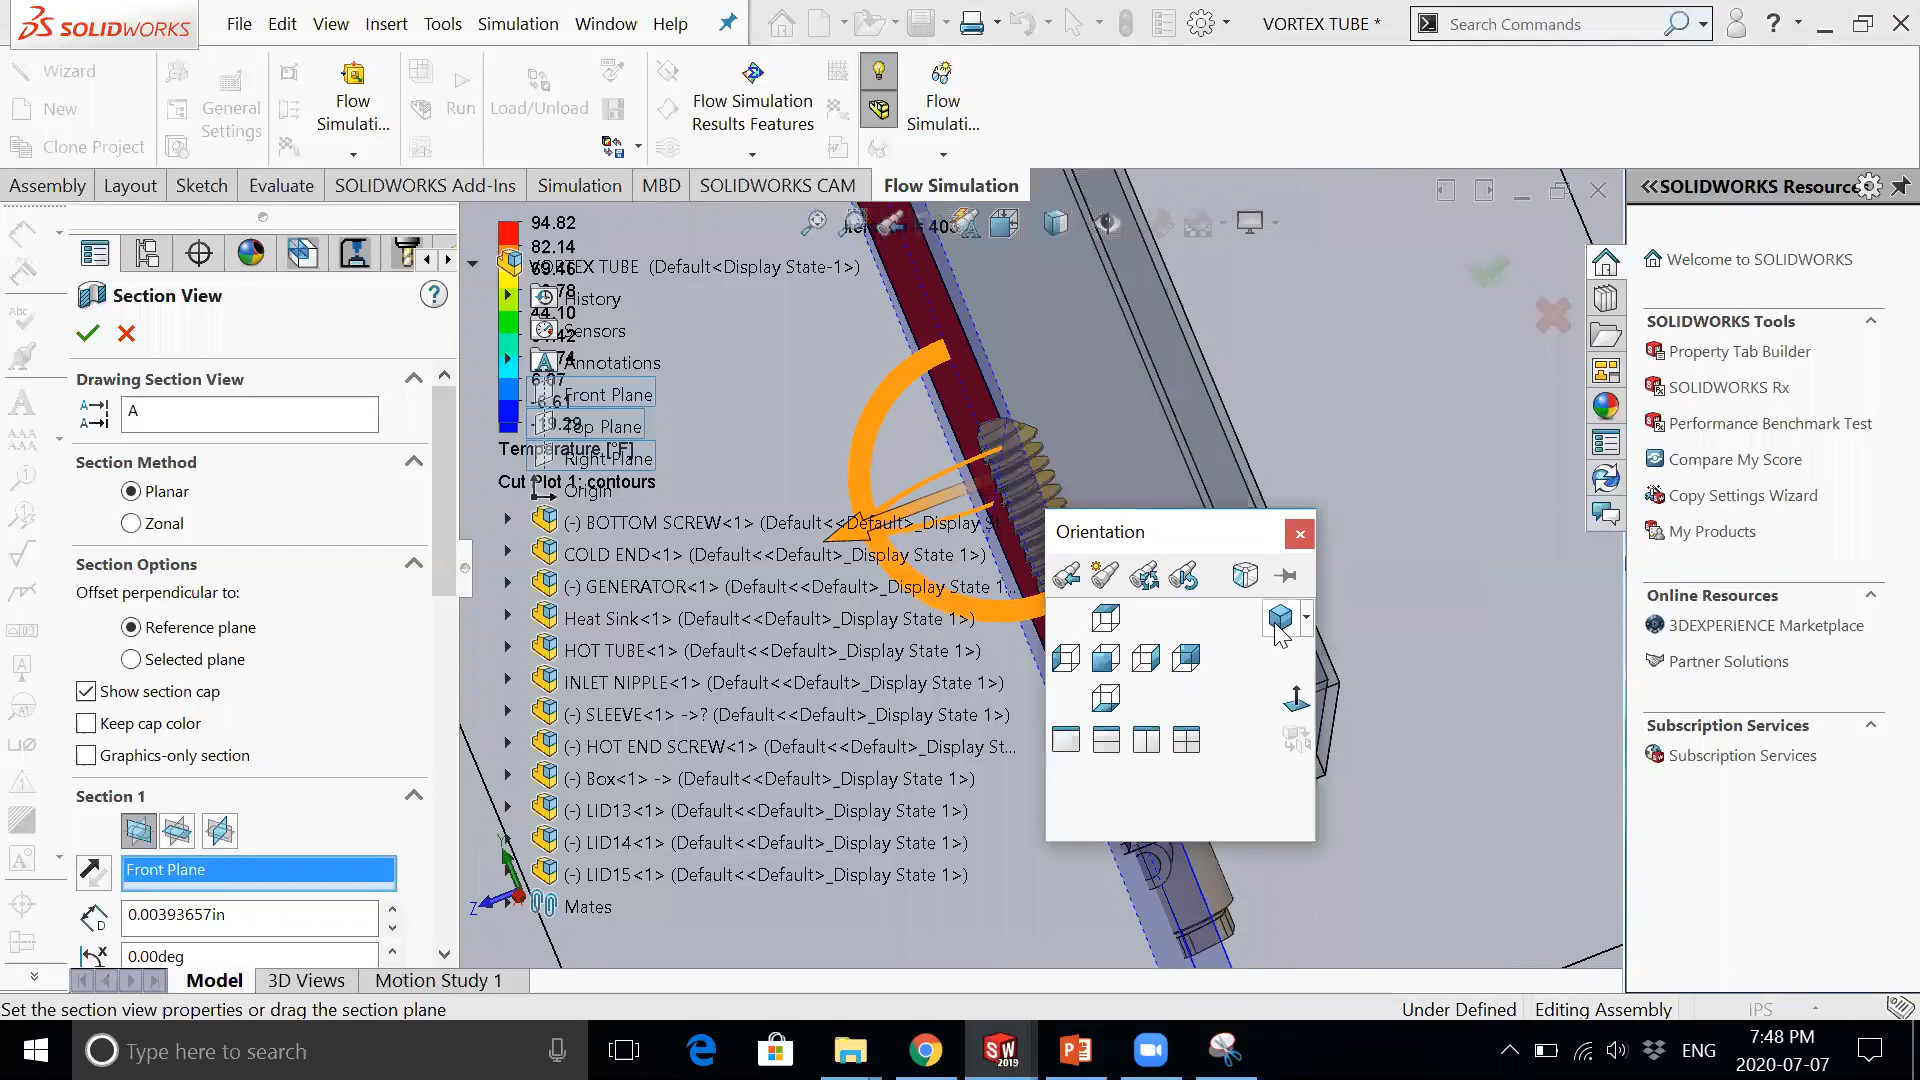 SOLIDWORKS
File Edit View Insert Tools Simulation Window Help
VORTEX TUBE *
Search Commands
?
Wizard
New
Clone Project
General Settings
Flow Simulati...
Run
Load/Unload
Flow Simulation Results Features
Flow Simulati...
Assembly Layout Sketch Evaluate SOLIDWORKS Add-Ins Simulation MBD SOLIDWORKS CAM Flow Simulation
Section View
?
Drawing Section View
A
Section Method
Planar
Zonal
Section Options
Offset perpendicular to:
Reference plane
Selected plane
Show section cap
Keep cap color
Graphics-only section
Section 1
Front Plane
0.00393657in
0.00deg
94.82
82.14
VORTEX TUBE (Default<Display State-1>)
History
44.10
Sensors
Annotations
Front Plane
Top Plane
Temperature [°F]
Right Plane
Cut Plot 1: contours
Origin
(-) BOTTOM SCREW<1> (Default<<Default>_Display St
COLD END<1> (Default<<Default>_Display State 1>)
(-) GENERATOR<1> (Default<<Default>_Display State 1...
Heat Sink<1> (Default<<Default>_Display State 1>)
HOT TUBE<1> (Default<<Default>_Display State 1>)
INLET NIPPLE<1> (Default<<Default>_Display State 1>)
(-) SLEEVE<1> ->? (Default<<Default>_Display State 1>)
(-) HOT END SCREW<1> (Default<<Default>_Display St...
(-) Box<1> -> (Default<<Default>_Display State 1>)
(-) LID13<1> (Default<<Default>_Display State 1>)
(-) LID14<1> (Default<<Default>_Display State 1>)
(-) LID15<1> (Default<<Default>_Display State 1>)
Mates
Z
Orientation
SOLIDWORKS Resourc
Welcome to SOLIDWORKS
SOLIDWORKS Tools
Property Tab Builder
SOLIDWORKS Rx
Performance Benchmark Test
Compare My Score
Copy Settings Wizard
My Products
Online Resources
3DEXPERIENCE Marketplace
Partner Solutions
Subscription Services
Subscription Services
Model 3D Views Motion Study 1
Set the section view properties or drag the section plane
Under Defined Editing Assembly IPS
Type here to search
SW 2019
ENG
7:48 PM
2020-07-07